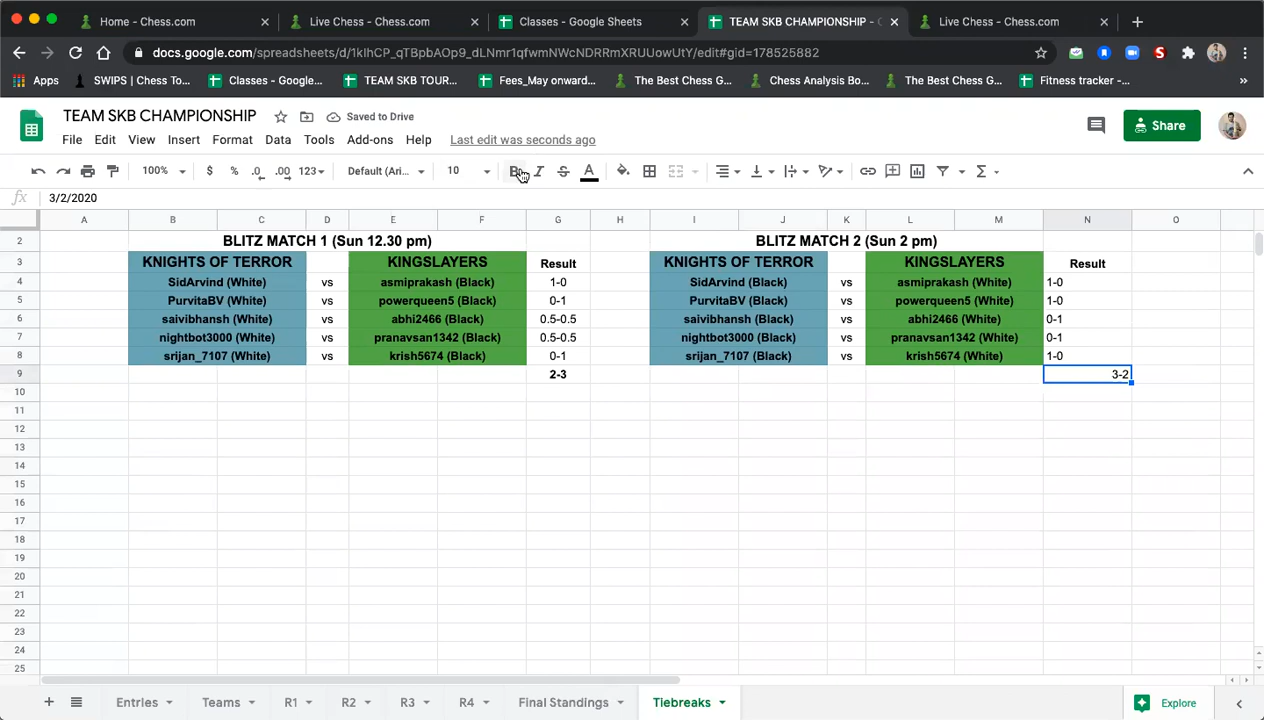 Home - Chess.com
Live Chess - Chess.com
Classes - Google Sheets
TEAM SKB CHAMPIONSHIP -
Live Chess - Chess.com
docs.google.com/spreadsheets/d/1klhCP_qTBpbAOp9_dLNmr1qfwmNWcNDRRmXRUUowUtY/edit#gid=178525882
Apps
SWIPS | Chess To...
Classes - Google...
TEAM SKB TOUR...
Fees_May onward...
The Best Chess G...
Chess Analysis Bo...
The Best Chess G...
Fitness tracker -...
TEAM SKB CHAMPIONSHIP
Saved to Drive
File Edit View Insert Format Data Tools Add-ons Help Last edit was seconds ago
Share
100% $ % .0 .00 123 Default (Ari... 10 B I S A
fx 3/2/2020
A B C D E F G H I J K L M N O
2 BLITZ MATCH 1 (Sun 12.30 pm) BLITZ MATCH 2 (Sun 2 pm)
3 KNIGHTS OF TERROR KINGSLAYERS Result KNIGHTS OF TERROR KINGSLAYERS Result
4 SidArvind (White) vs asmiprakash (Black) 1-0 SidArvind (Black) vs asmiprakash (White) 1-0
5 PurvitaBV (White) vs powerqueen5 (Black) 0-1 PurvitaBV (Black) vs powerqueen5 (White) 1-0
6 saivibhansh (White) vs abhi2466 (Black) 0.5-0.5 saivibhansh (Black) vs abhi2466 (White) 0-1
7 nightbot3000 (White) vs pranavsan1342 (Black) 0.5-0.5 nightbot3000 (Black) vs pranavsan1342 (White) 0-1
8 srijan_7107 (White) vs krish5674 (Black) 0-1 srijan_7107 (Black) vs krish5674 (White) 1-0
9 2-3 3-2
10
11
12
13
14
15
16
17
18
19
20
21
22
23
24
25
Entries Teams R1 R2 R3 R4 Final Standings Tiebreaks Explore